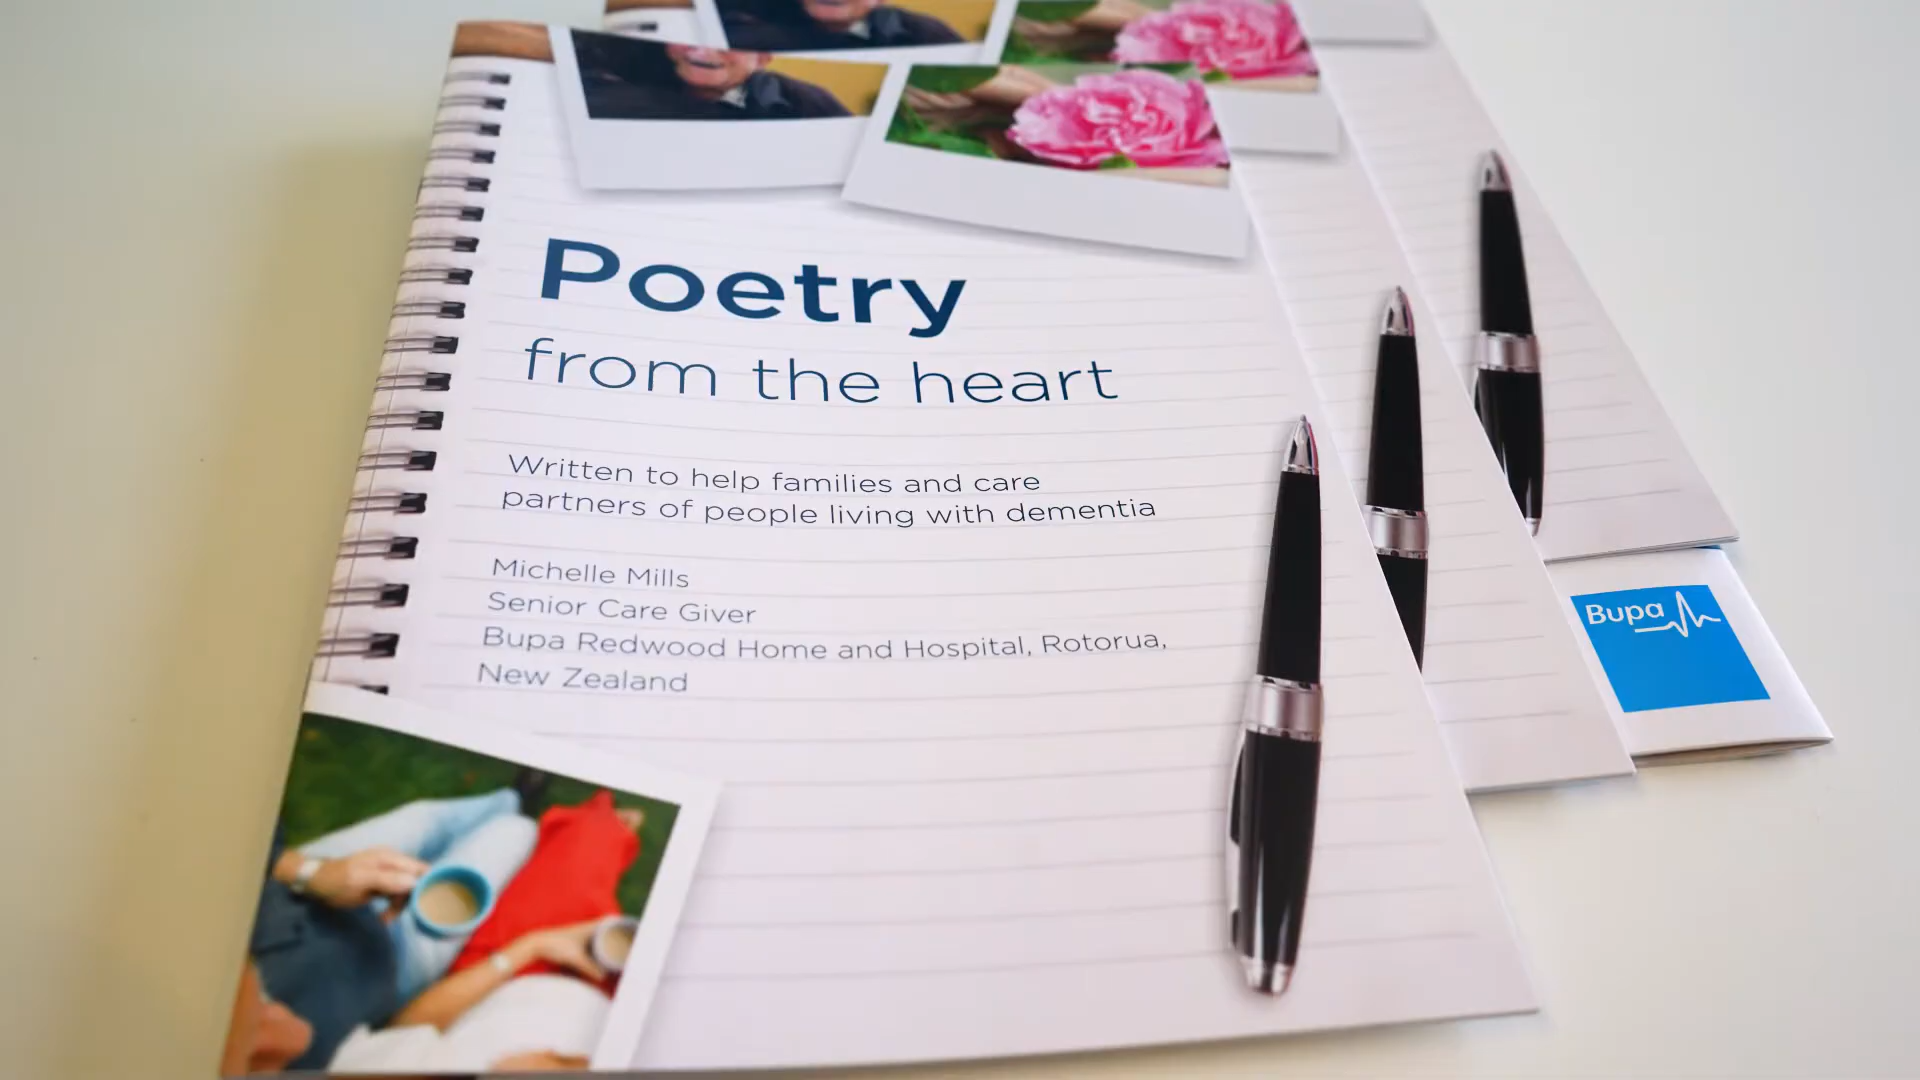 Poetry
from the heart
Written to help families and care
partners of people living with dementia
Michelle Mills
Senior Care Giver
Bupa Redwood Home and Hospital, Rotorua,
New Zealand
Bupa